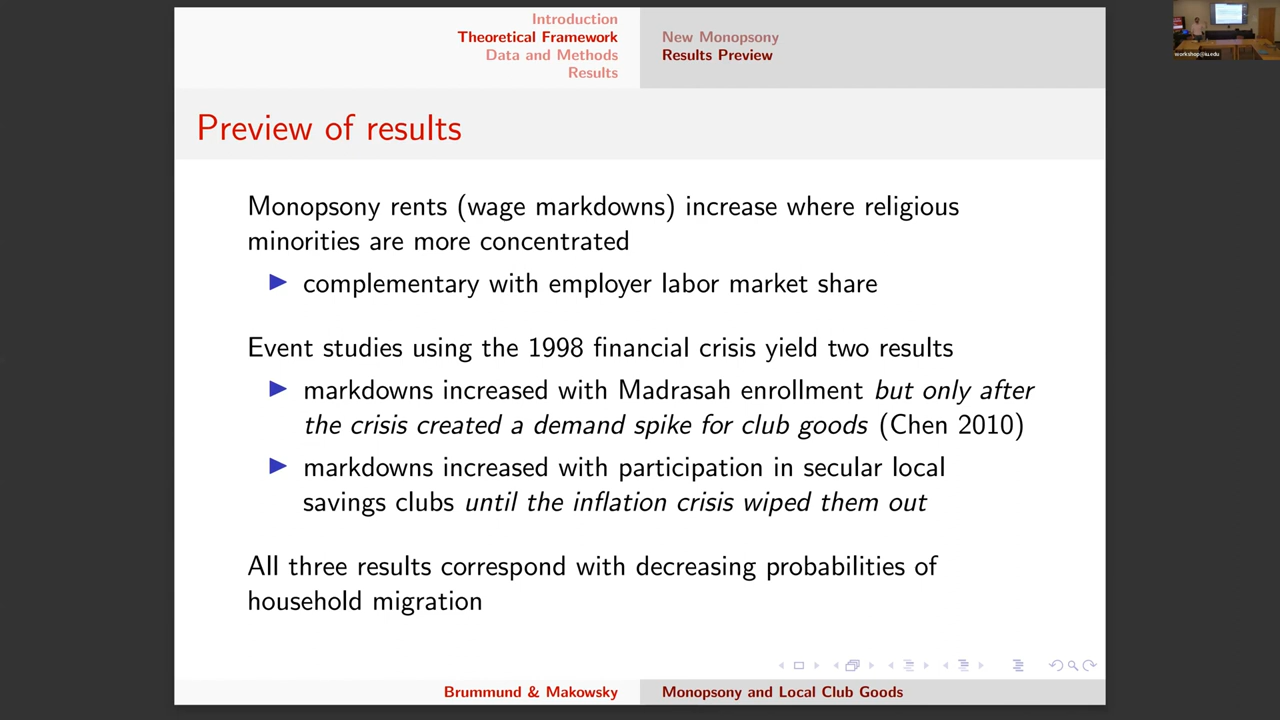 Introduction
Theoretical Framework
Data and Methods
Results
New Monopsony
Results Preview
Preview of results
Monopsony rents (wage markdowns) increase where religious
minorities are more concentrated
complementary with employer labor market share
Event studies using the 1998 financial crisis yield two results
markdowns increased with Madrasah enrollment but only after
the crisis created a demand spike for club goods (Chen 2010)
markdowns increased with participation in secular local
savings clubs until the inflation crisis wiped them out
All three results correspond with decreasing probabilities of
household migration
Brummund & Makowsky
Monopsony and Local Club Goods